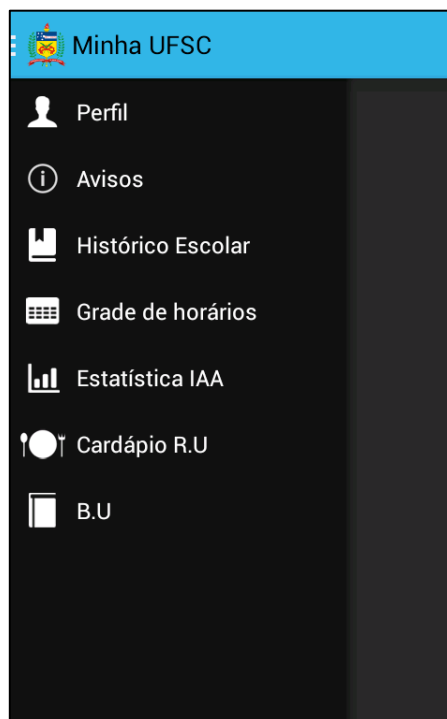 Minha UFSC
Perfil
Avisos
Histórico Escolar
Grade de horários
Estatística IAA
Cardápio R.U
B.U